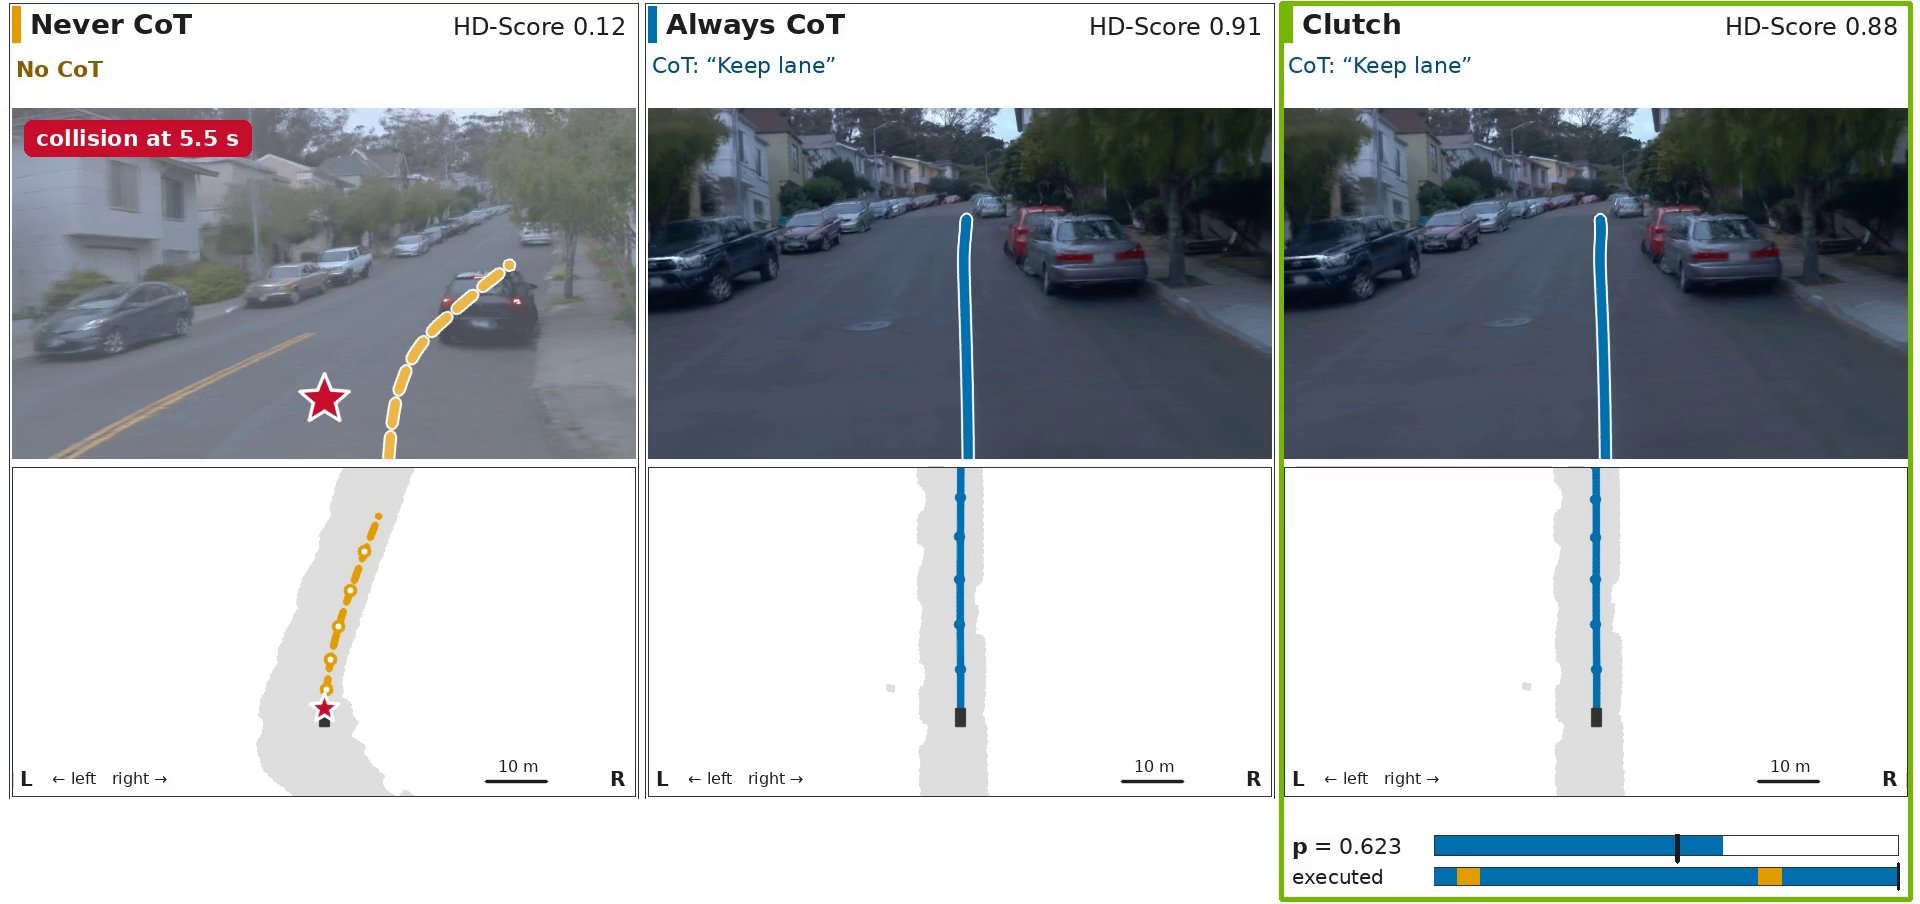 Never CoT
HD-Score 0.12
No CoT
collision at 5.5 s
L ← left right → 10 m R
Always CoT
HD-Score 0.91
CoT: “Keep lane”
L ← left right → 10 m R
Clutch
HD-Score 0.88
CoT: “Keep lane”
L ← left right → 10 m R
p = 0.623
executed